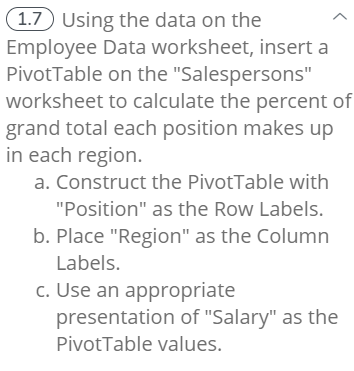 1.7 Using the data on the
Employee Data worksheet, insert a
PivotTable on the "Salespersons"
worksheet to calculate the percent of
grand total each position makes up
in each region.
a. Construct the PivotTable with
"Position" as the Row Labels.
b. Place "Region" as the Column
Labels.
c. Use an appropriate
presentation of "Salary" as the
PivotTable values.